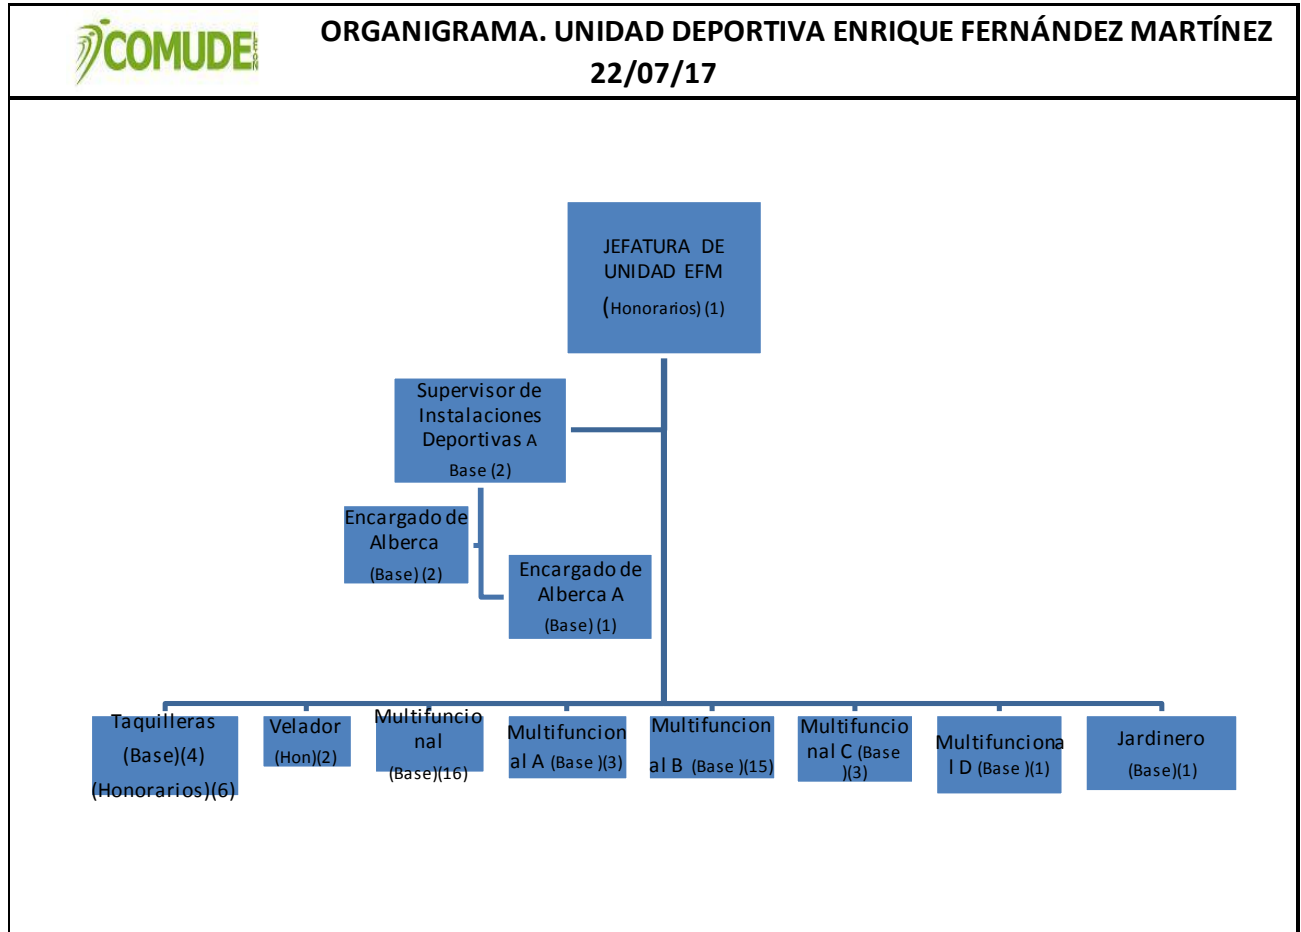 COMUDE
LEON
ORGANIGRAMA. UNIDAD DEPORTIVA ENRIQUE FERNÁNDEZ MARTÍNEZ
22/07/17
JEFATURA DE
UNIDAD EFM
(Honorarios) (1)
Supervisor de
Instalaciones
Deportivas A
Base (2)
Encargado de
Alberca
(Base) (2)
Encargado de
Alberca A
(Base) (1)
Taquilleras
(Base)(4)
(Honorarios)(6)
Velador
(Hon)(2)
Multifuncio
nal
(Base)(16)
Multifuncion
al A (Base )(3)
Multifuncion
al B (Base )(15)
Multifuncio
nal C (Base
)(3)
Multifunciona
l D (Base )(1)
Jardinero
(Base)(1)